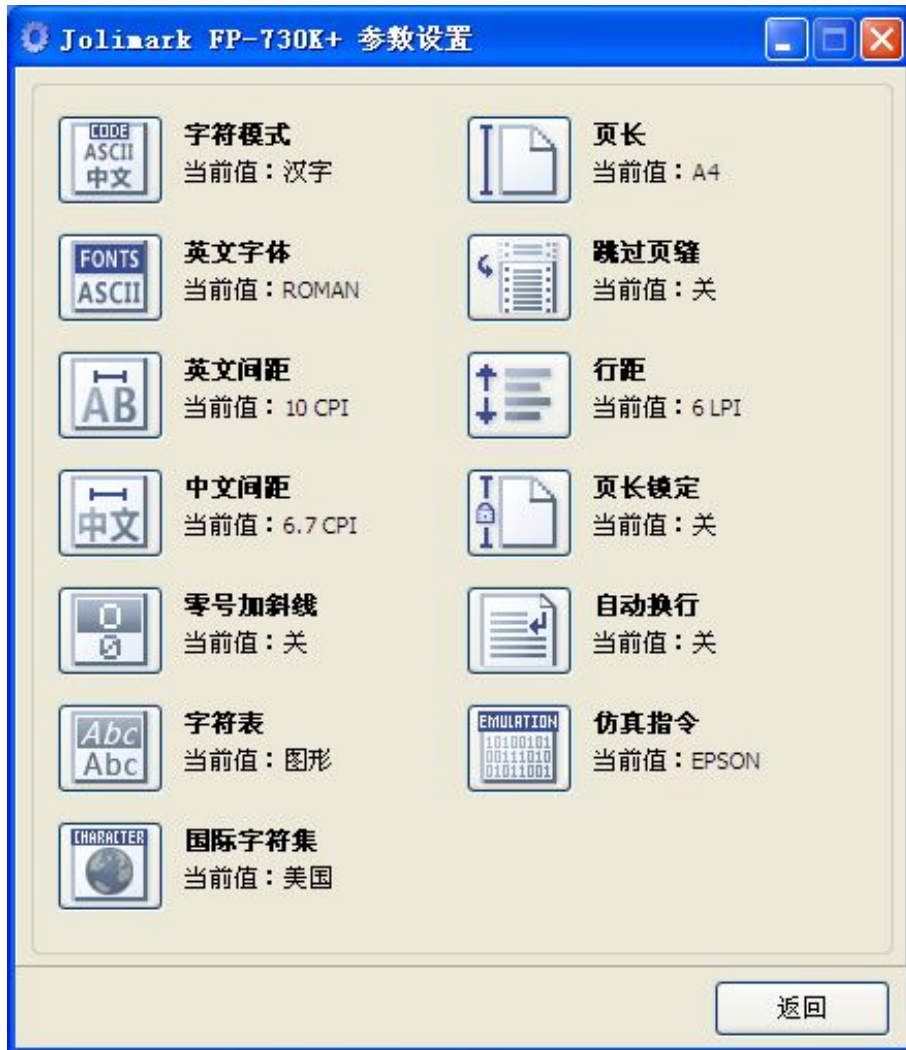 Jolimark FP-730K+ 参数设置
CODE
ASCII
中文
字符模式
当前值：汉字
FONTS
ASCII
英文字体
当前值：ROMAN
AB
英文间距
当前值：10 CPI
中文
中文间距
当前值：6.7 CPI
0
0
零号加斜线
当前值：关
Abc
Abc
字符表
当前值：图形
CHARACTER
国际字符集
当前值：美国
页长
当前值：A4
跳过页缝
当前值：关
行距
当前值：6 LPI
页长锁定
当前值：关
自动换行
当前值：关
EMULATION
10100101
00111010
01011001
仿真指令
当前值：EPSON
返回